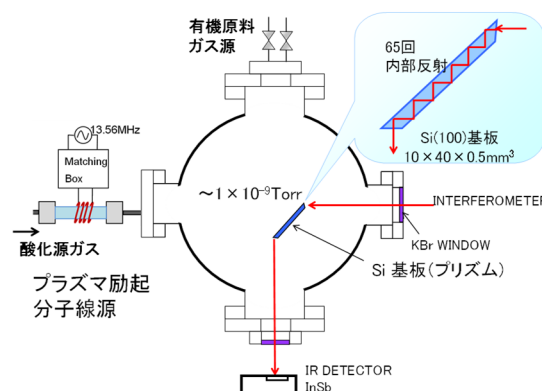 有機原料
ガス源
65回
内部反射
Si(100)基板
10×40×0.5mm³
13.56MHz
Matching
Box
~1×10⁻⁹Torr
INTERFEROMETER
KBr WINDOW
酸化源ガス
Si 基板(プリズム)
プラズマ励起
分子線源
IR DETECTOR
InSb